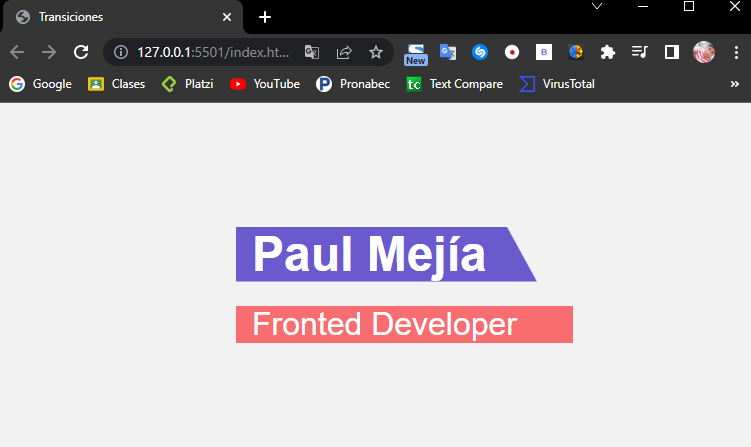 Transiciones
127.0.0.1:5501/index.ht...
New
B
Google
Clases
Platzi
YouTube
P
Pronabec
tc
Text Compare
VirusTotal
»
Paul Mejía
Fronted Developer